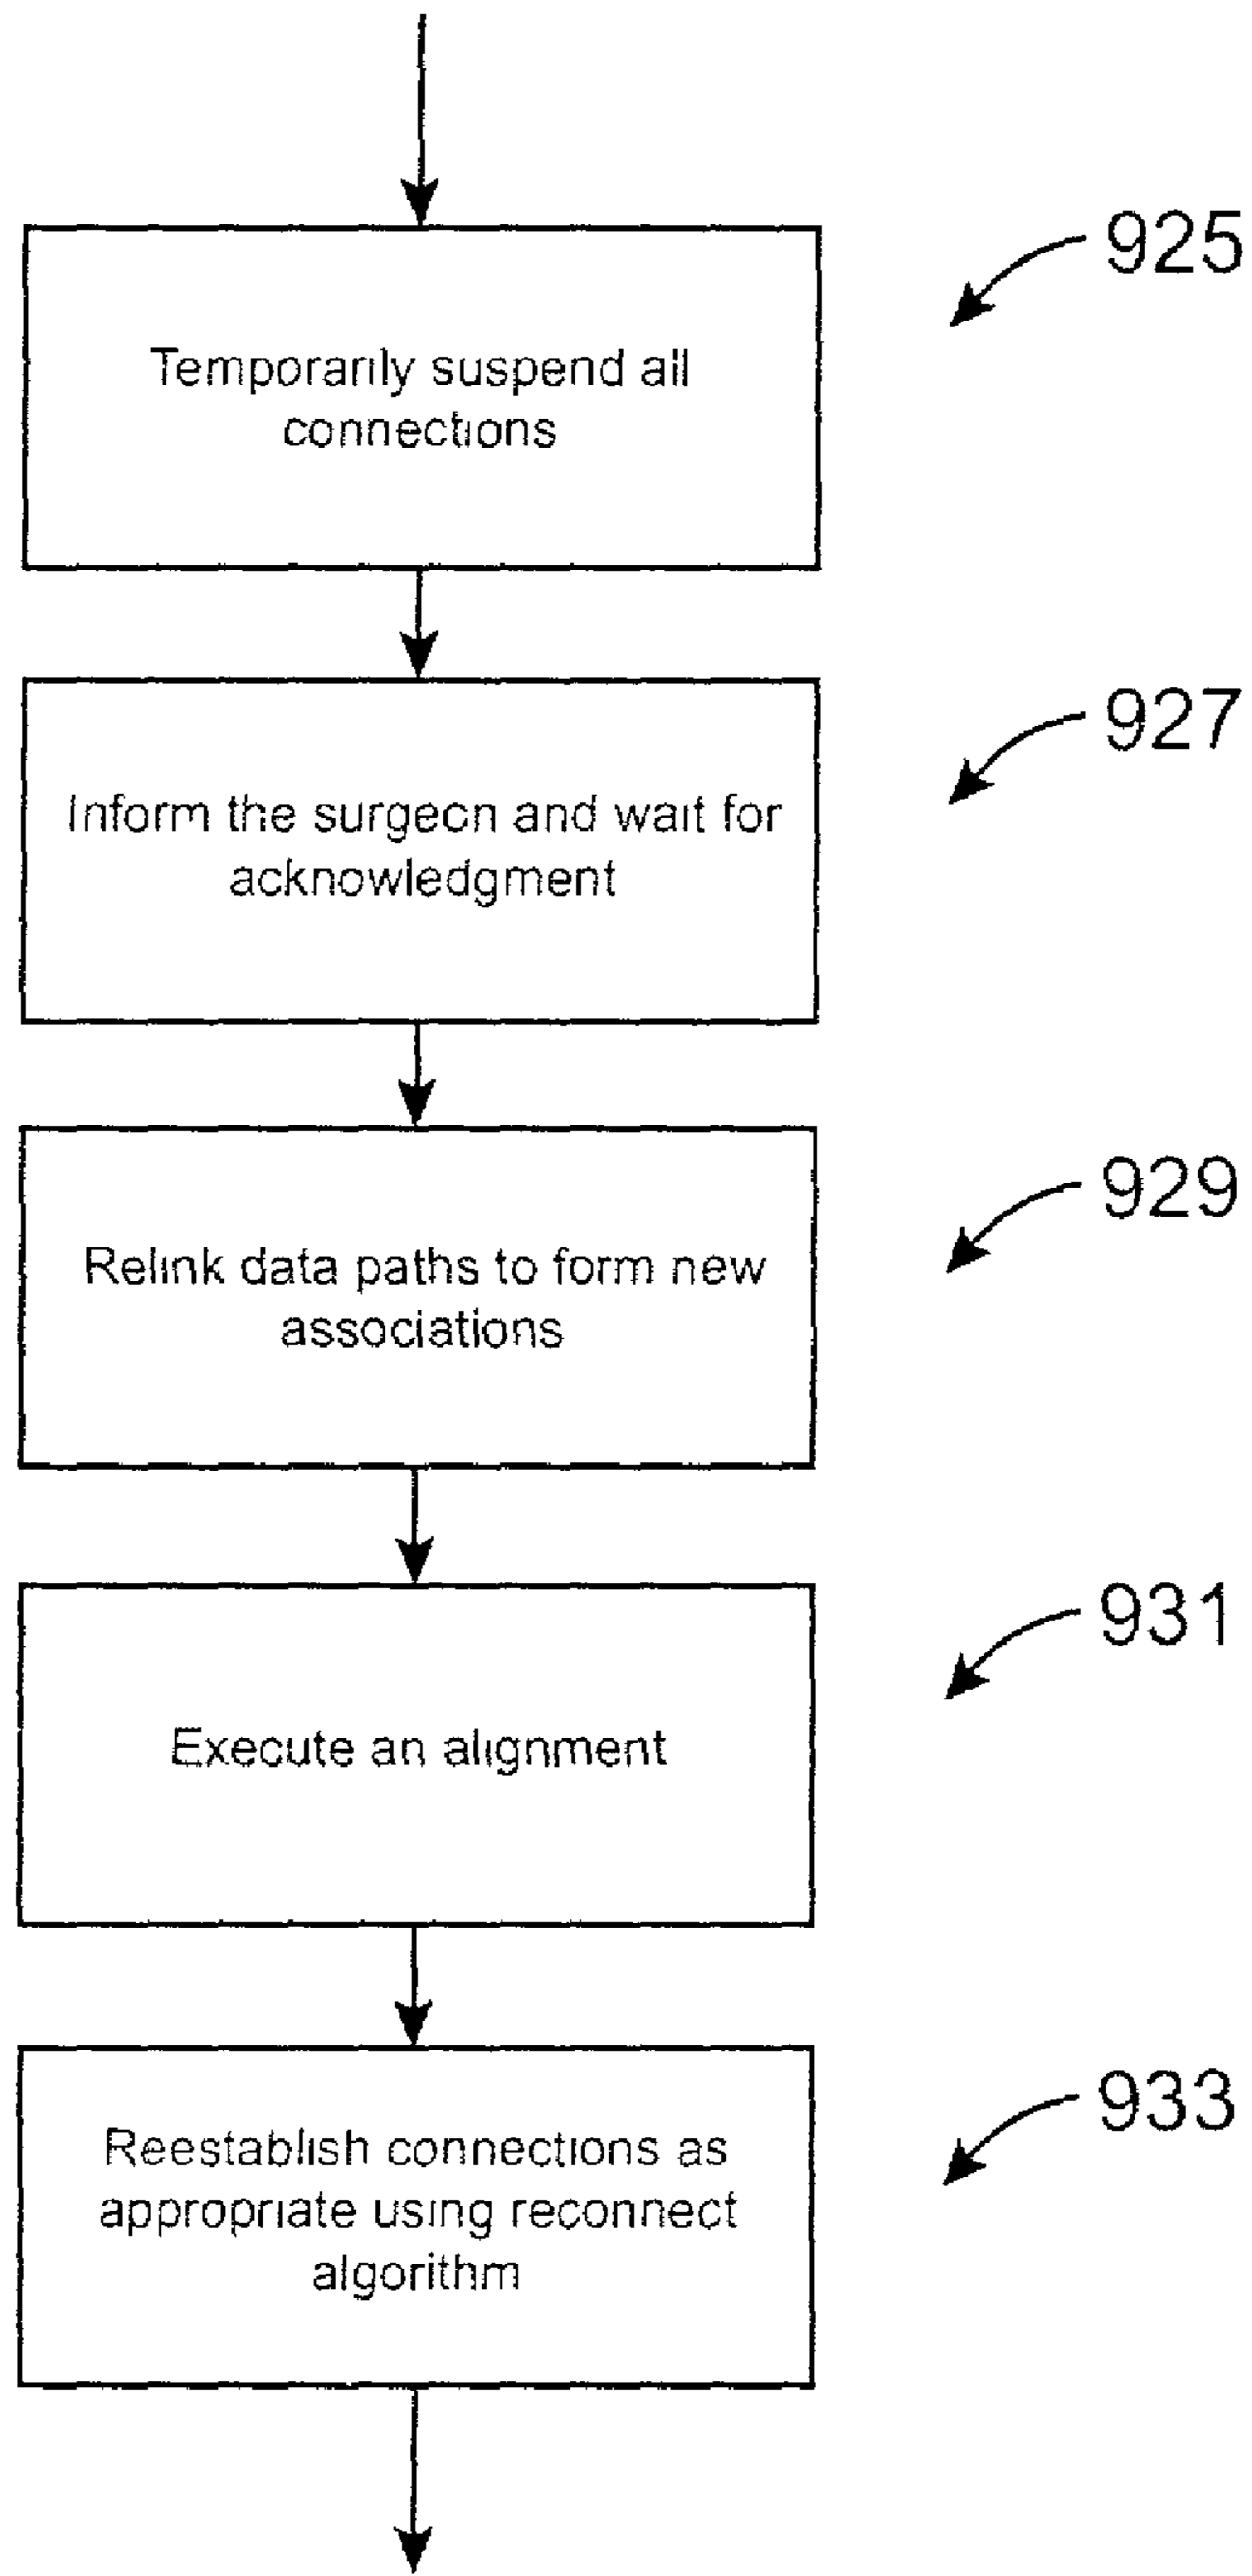 925
Temporarily suspend all
connections
927
Inform the surgeon and wait for
acknowledgment
929
Relink data paths to form new
associations
931
Execute an alignment
933
Reestablish connections as
appropriate using reconnect
algorithm